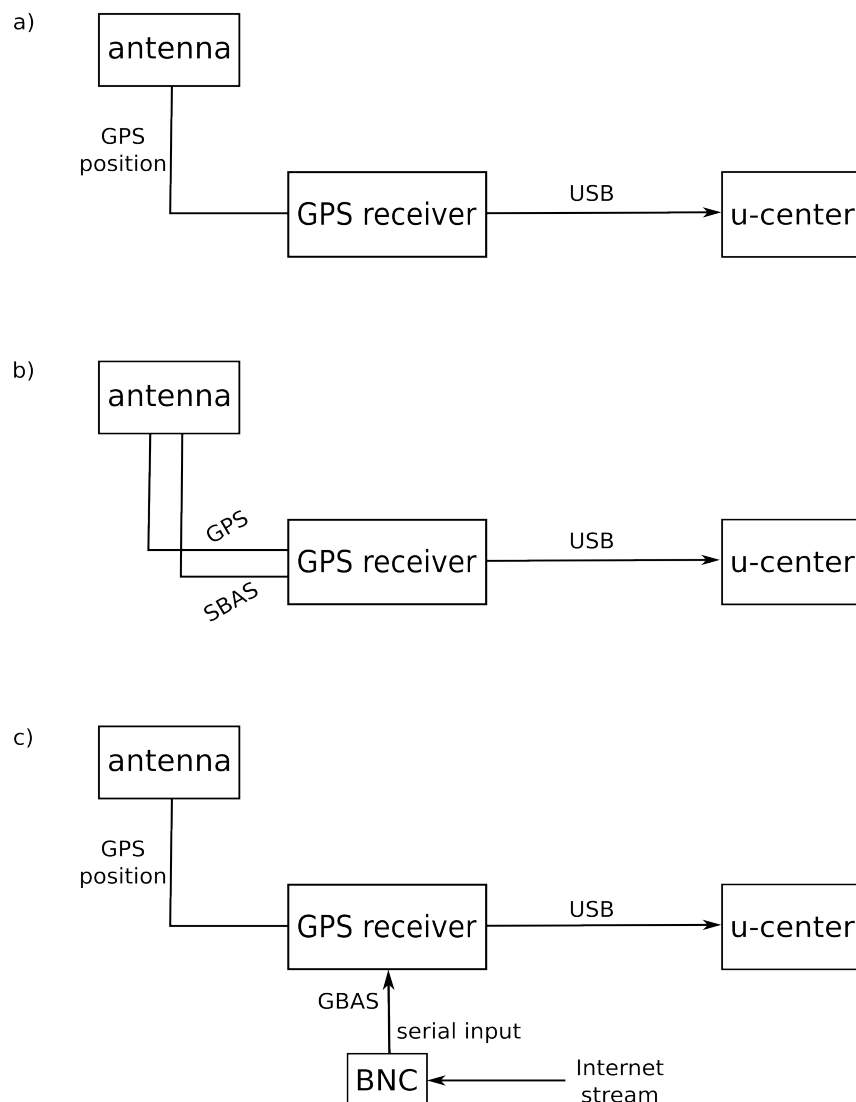 a)
antenna
GPS
position
GPS receiver
USB
u-center
b)
antenna
GPS
SBAS
GPS receiver
USB
u-center
c)
antenna
GPS
position
GPS receiver
USB
u-center
GBAS
serial input
BNC
Internet
stream